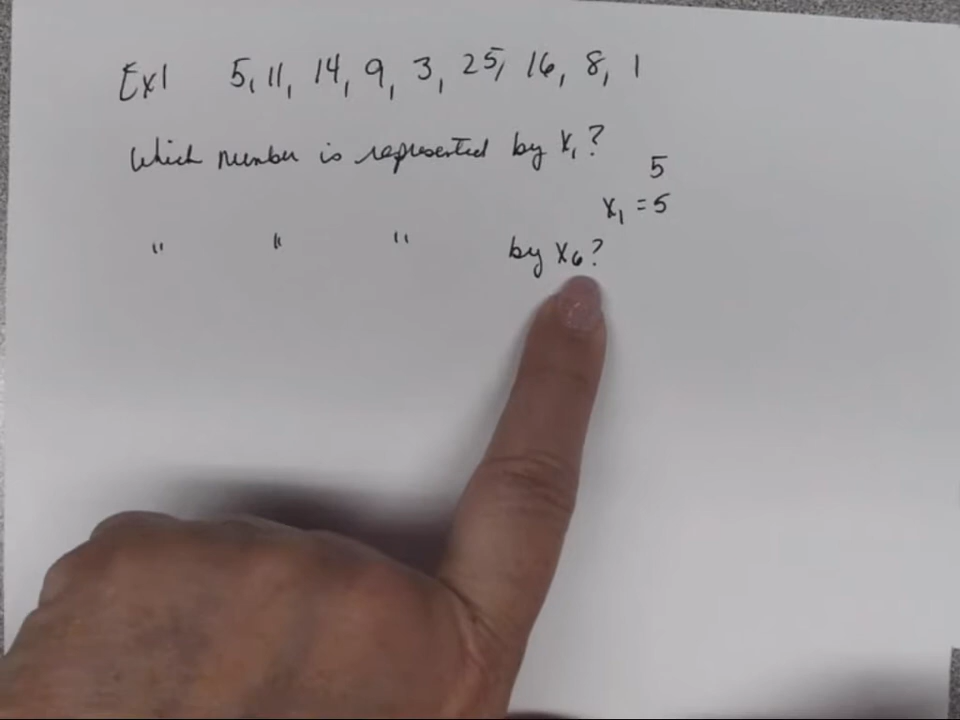 Ex1 5, 11, 14, 9, 3, 25, 16, 8, 1
Which number is represented by x₁?
5
x₁ = 5
" " " by x₆?